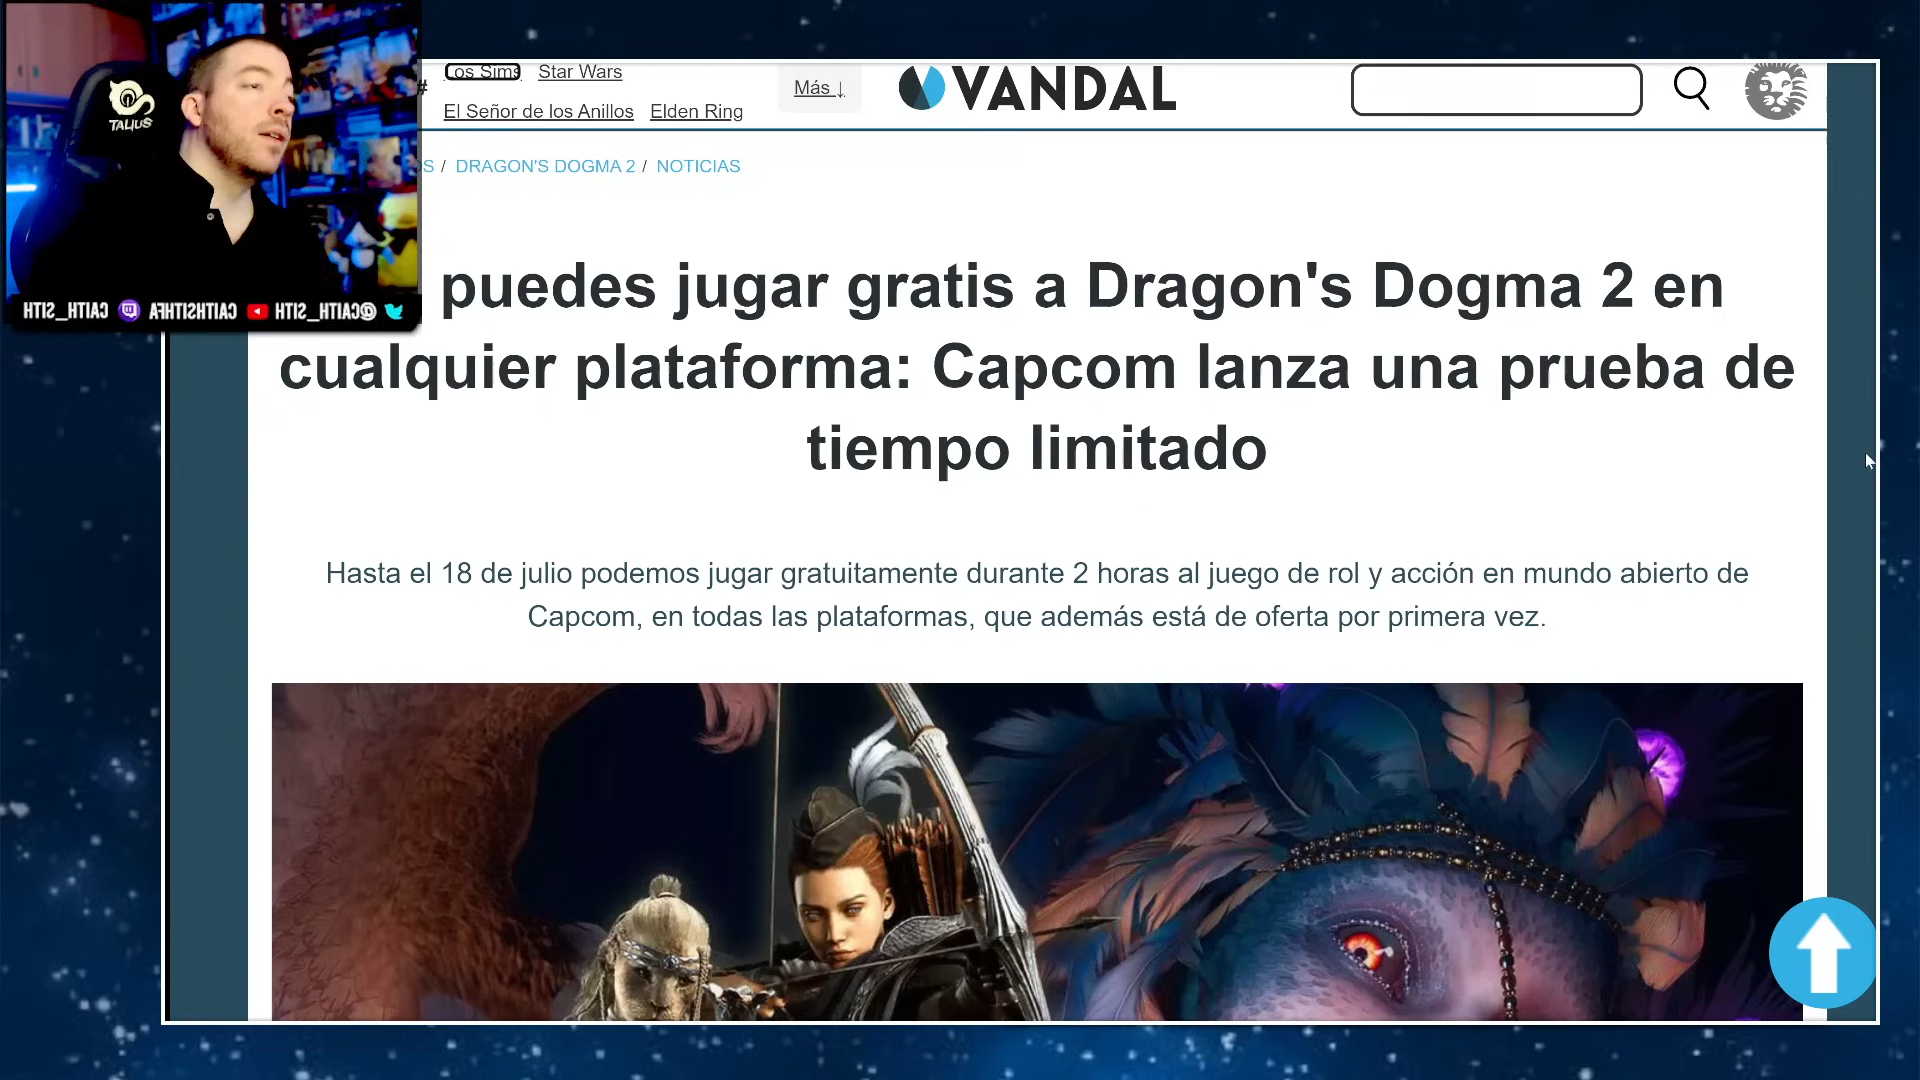 #
Los Sims Star Wars
El Señor de los Anillos Elden Ring
Más ↓
VANDAL
TALIUS
OS / DRAGON'S DOGMA 2 / NOTICIAS
CAITH_SITH CAITHSITHEA @CAITH_SITH
puedes jugar gratis a Dragon's Dogma 2 en
cualquier plataforma: Capcom lanza una prueba de
tiempo limitado
Hasta el 18 de julio podemos jugar gratuitamente durante 2 horas al juego de rol y acción en mundo abierto de
Capcom, en todas las plataformas, que además está de oferta por primera vez.